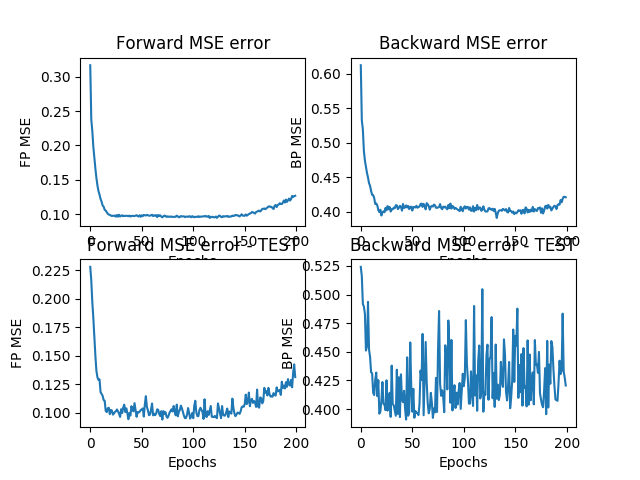 Forward MSE error
Backward MSE error
0.30
0.25
0.20
0.15
0.10
FP MSE
0 50 100 150 200
Epochs
0.60
0.55
0.50
0.45
0.40
BP MSE
0 50 100 150 200
Epochs
Forward MSE error - TEST
Backward MSE error - TEST
0.225
0.200
0.175
0.150
0.125
0.100
FP MSE
0 50 100 150 200
Epochs
0.525
0.500
0.475
0.450
0.425
0.400
BP MSE
0 50 100 150 200
Epochs